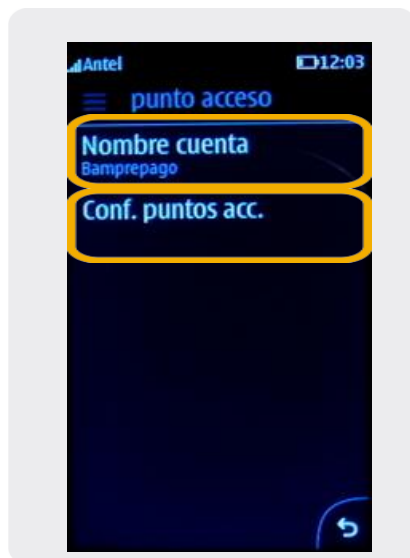 Antel 12:03
punto acceso
Nombre cuenta
Bamprepago
Conf. puntos acc.